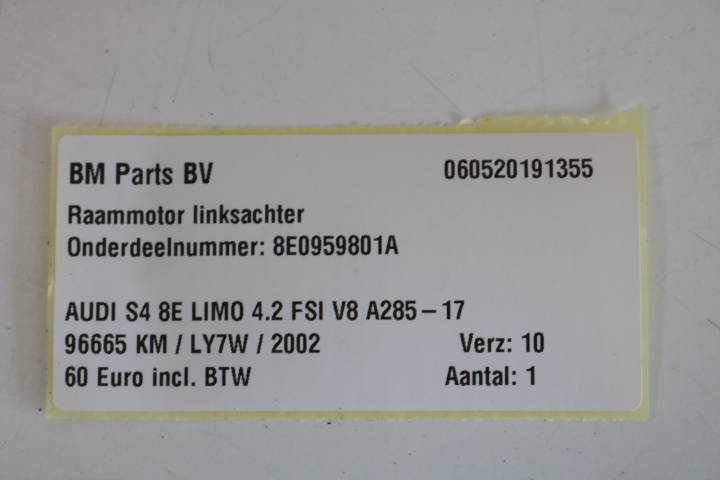 BM Parts BV 060520191355
Raammotor linksachter
Onderdeelnummer: 8E0959801A
AUDI S4 8E LIMO 4.2 FSI V8 A285-17
96665 KM / LY7W / 2002 Verz: 10
60 Euro incl. BTW Aantal: 1